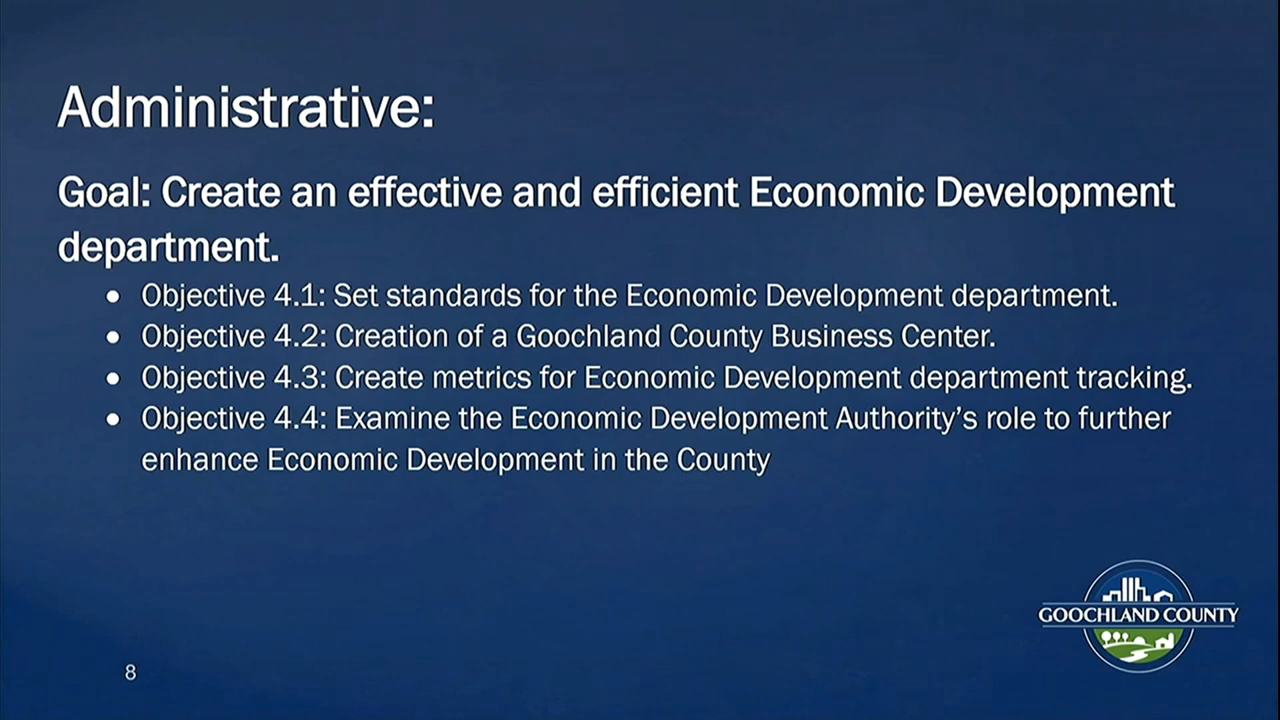 Administrative:
Goal: Create an effective and efficient Economic Development
department.
• Objective 4.1: Set standards for the Economic Development department.
• Objective 4.2: Creation of a Goochland County Business Center.
• Objective 4.3: Create metrics for Economic Development department tracking.
• Objective 4.4: Examine the Economic Development Authority’s role to further
enhance Economic Development in the County
GOOCHLAND COUNTY
8